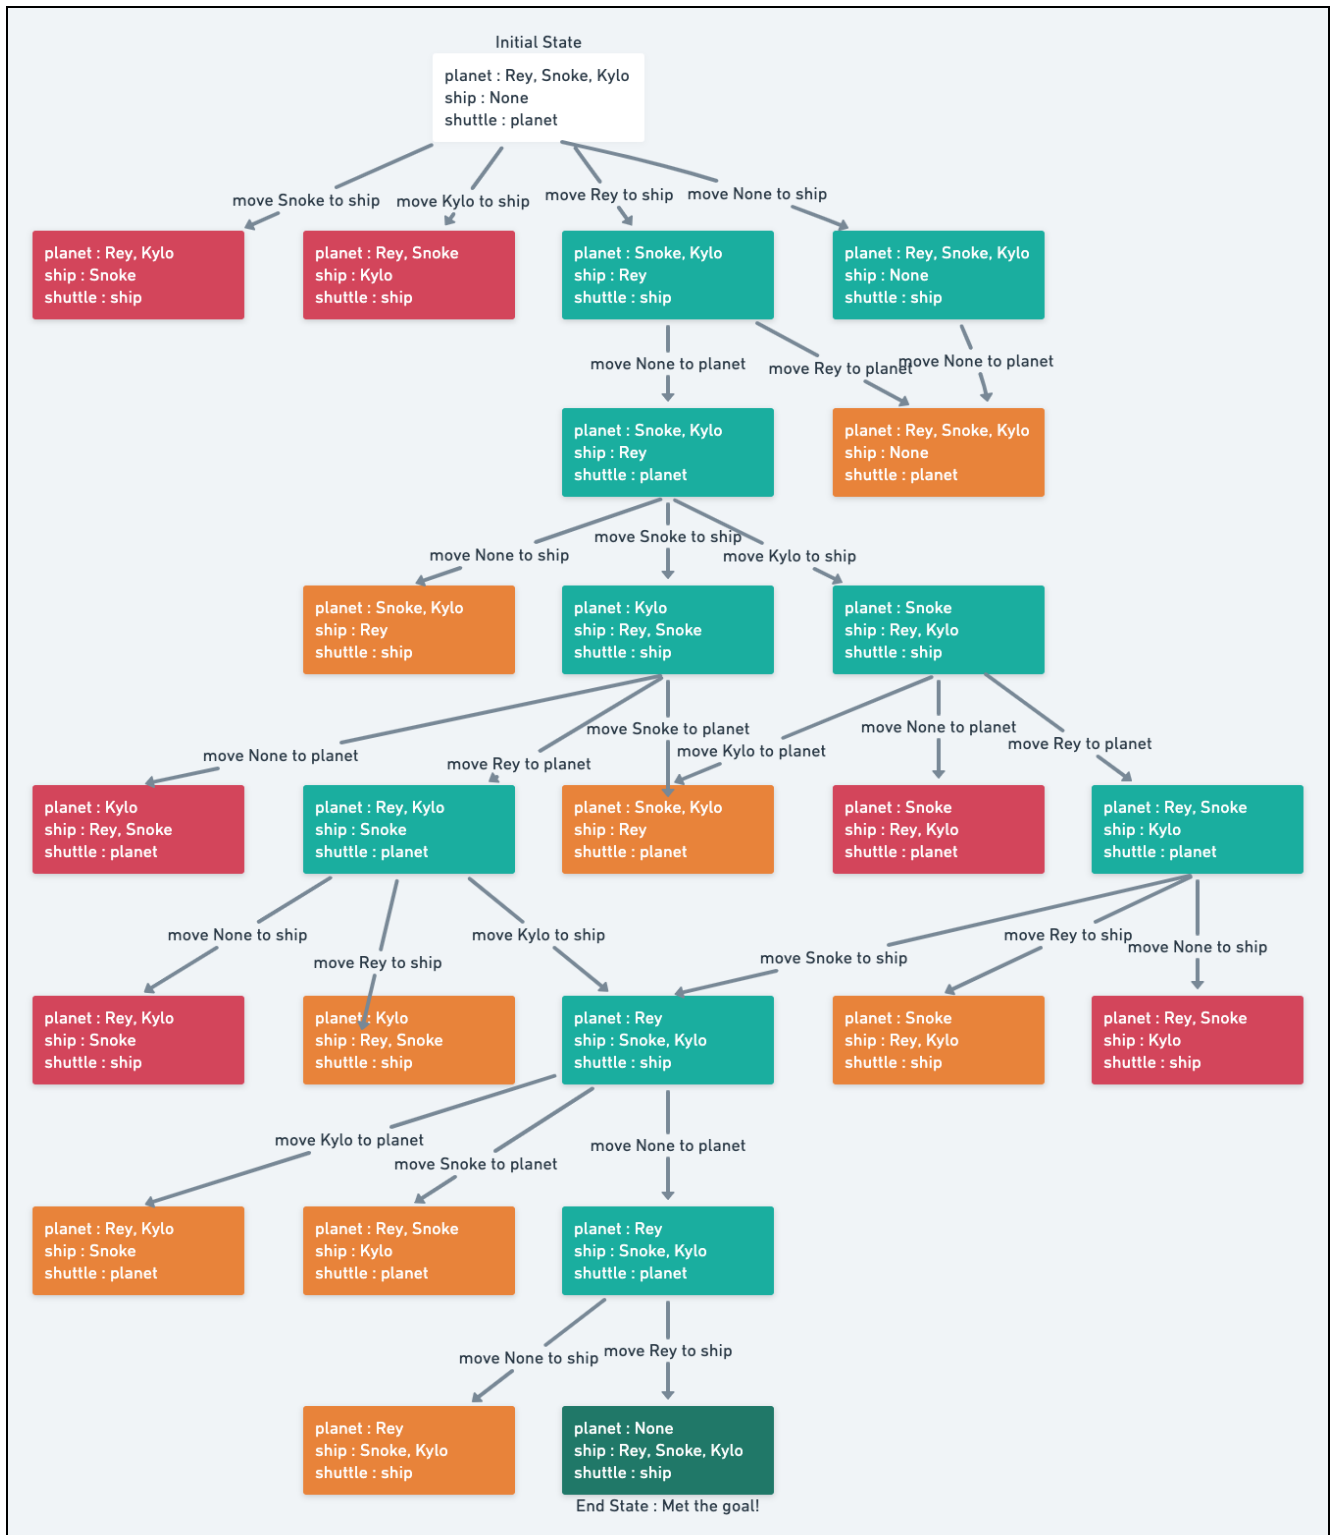 Initial State
planet : Rey, Snoke, Kylo
ship : None
shuttle : planet
move Snoke to ship
move Kylo to ship
move Rey to ship
move None to ship
planet : Rey, Kylo
ship : Snoke
shuttle : ship
planet : Rey, Snoke
ship : Kylo
shuttle : ship
planet : Snoke, Kylo
ship : Rey
shuttle : ship
planet : Rey, Snoke, Kylo
ship : None
shuttle : ship
move None to planet
move Rey to planet
move None to planet
planet : Snoke, Kylo
ship : Rey
shuttle : planet
planet : Rey, Snoke, Kylo
ship : None
shuttle : planet
move None to ship
move Snoke to ship
move Kylo to ship
planet : Snoke, Kylo
ship : Rey
shuttle : ship
planet : Kylo
ship : Rey, Snoke
shuttle : ship
planet : Snoke
ship : Rey, Kylo
shuttle : ship
move None to planet
move Rey to planet
move Snoke to planet
move Kylo to planet
move None to planet
move Rey to planet
planet : Kylo
ship : Rey, Snoke
shuttle : planet
planet : Rey, Kylo
ship : Snoke
shuttle : planet
planet : Snoke, Kylo
ship : Rey
shuttle : planet
planet : Snoke
ship : Rey, Kylo
shuttle : planet
planet : Rey, Snoke
ship : Kylo
shuttle : planet
move None to ship
move Rey to ship
move Kylo to ship
move Snoke to ship
move Rey to ship
move None to ship
planet : Rey, Kylo
ship : Snoke
shuttle : ship
planet : Kylo
ship : Rey, Snoke
shuttle : ship
planet : Rey
ship : Snoke, Kylo
shuttle : ship
planet : Snoke
ship : Rey, Kylo
shuttle : ship
planet : Rey, Snoke
ship : Kylo
shuttle : ship
move Kylo to planet
move Snoke to planet
move None to planet
planet : Rey, Kylo
ship : Snoke
shuttle : planet
planet : Rey, Snoke
ship : Kylo
shuttle : planet
planet : Rey
ship : Snoke, Kylo
shuttle : planet
move None to ship
move Rey to ship
planet : Rey
ship : Snoke, Kylo
shuttle : ship
planet : None
ship : Rey, Snoke, Kylo
shuttle : ship
End State : Met the goal!